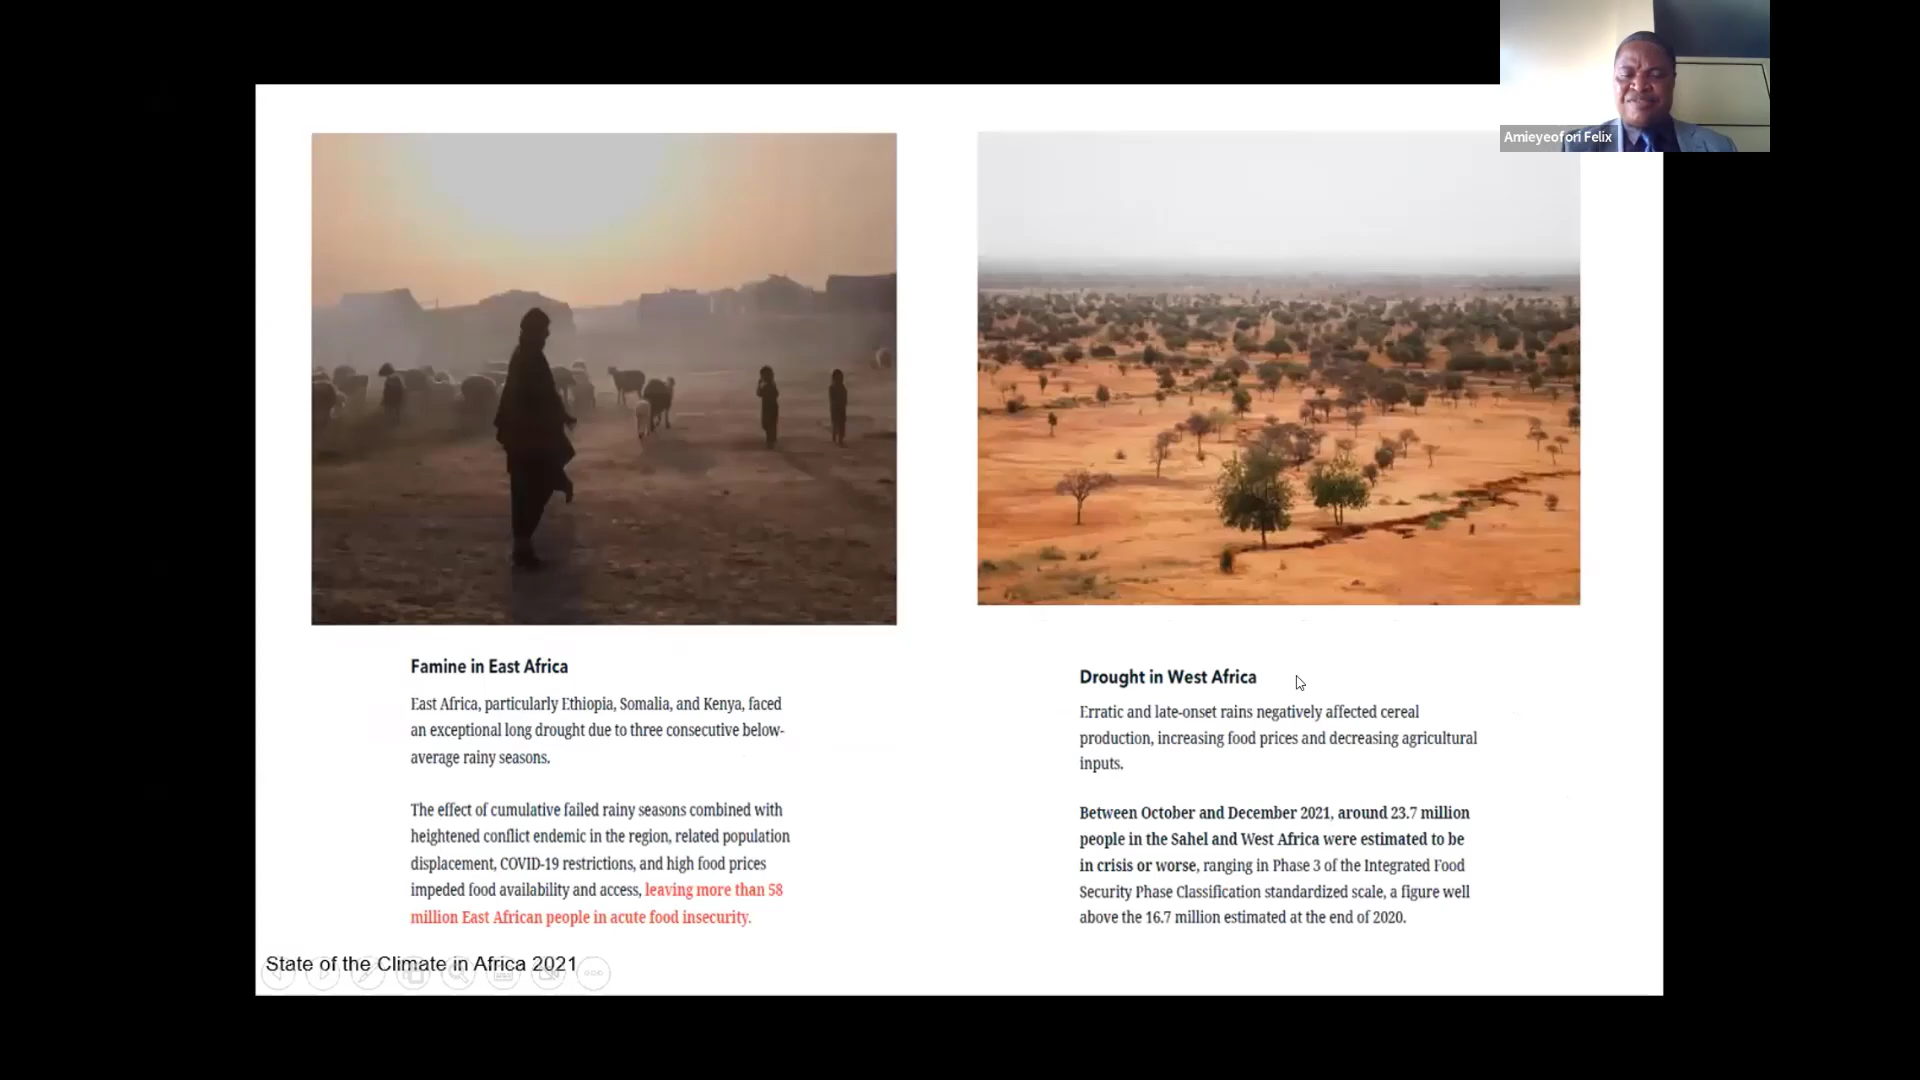 Amieyeofori Felix
Famine in East Africa
East Africa, particularly Ethiopia, Somalia, and Kenya, faced
an exceptional long drought due to three consecutive below-
average rainy seasons.
The effect of cumulative failed rainy seasons combined with
heightened conflict endemic in the region, related population
displacement, COVID-19 restrictions, and high food prices
impeded food availability and access, leaving more than 58
million East African people in acute food insecurity.
Drought in West Africa
Erratic and late-onset rains negatively affected cereal
production, increasing food prices and decreasing agricultural
inputs.
Between October and December 2021, around 23.7 million
people in the Sahel and West Africa were estimated to be
in crisis or worse, ranging in Phase 3 of the Integrated Food
Security Phase Classification standardized scale, a figure well
above the 16.7 million estimated at the end of 2020.
State of the Climate in Africa 2021